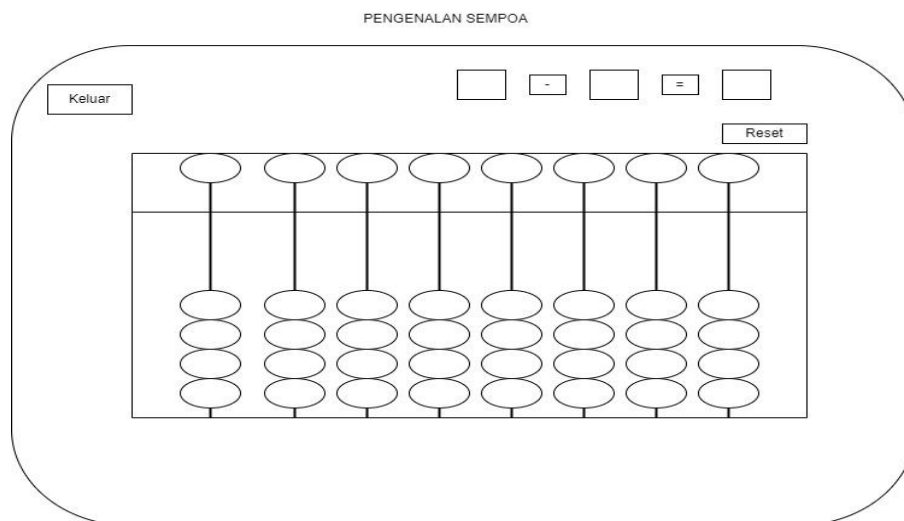 PENGENALAN SEMPOA
Keluar
- =
Reset